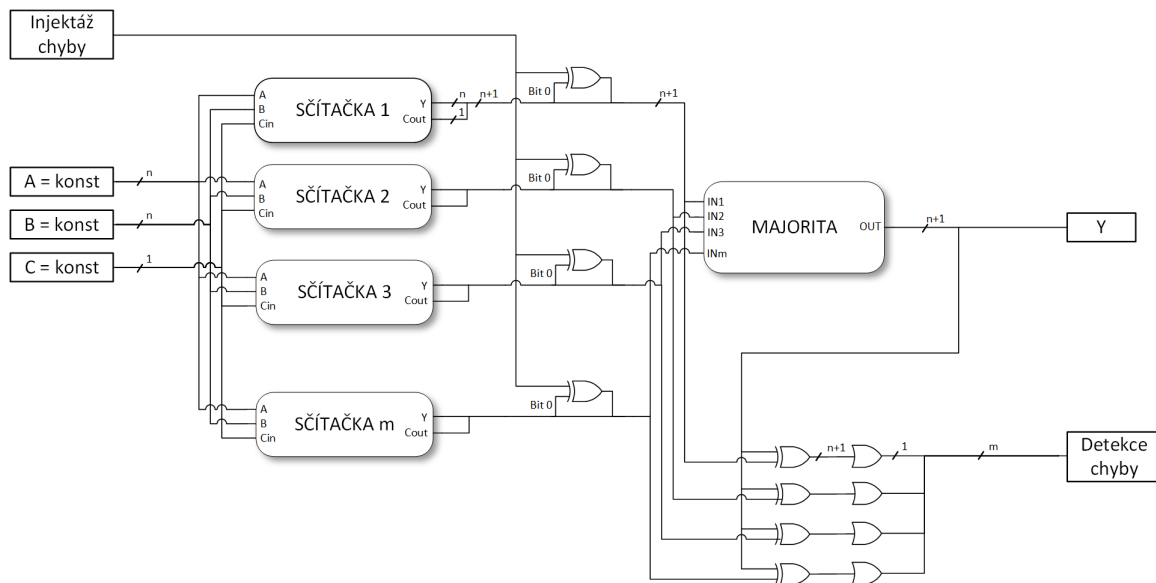 Injektáž
chyby
A
B
Cin
SČÍTAČKA 1
Y
Cout
n
n+1
1
Bit 0
n+1
A = konst
n
B = konst
n
C = konst
1
A
B
Cin
SČÍTAČKA 2
Y
Cout
Bit 0
A
B
Cin
SČÍTAČKA 3
Y
Cout
Bit 0
A
B
Cin
SČÍTAČKA m
Y
Cout
Bit 0
IN1
IN2
IN3
INm
MAJORITA
OUT
n+1
Y
n+1
1
m
Detekce
chyby